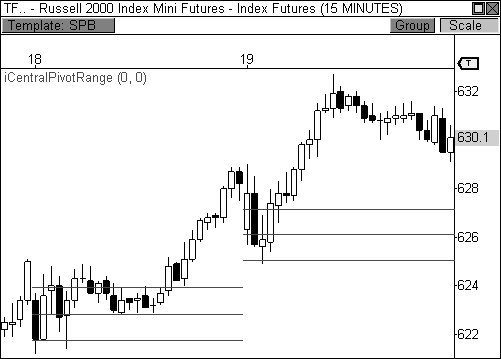 TF.. - Russell 2000 Index Mini Futures - Index Futures (15 MINUTES)
Template: SPB
Group
Scale
18
19
T
iCentralPivotRange (0, 0)
632
630.1
628
626
624
622